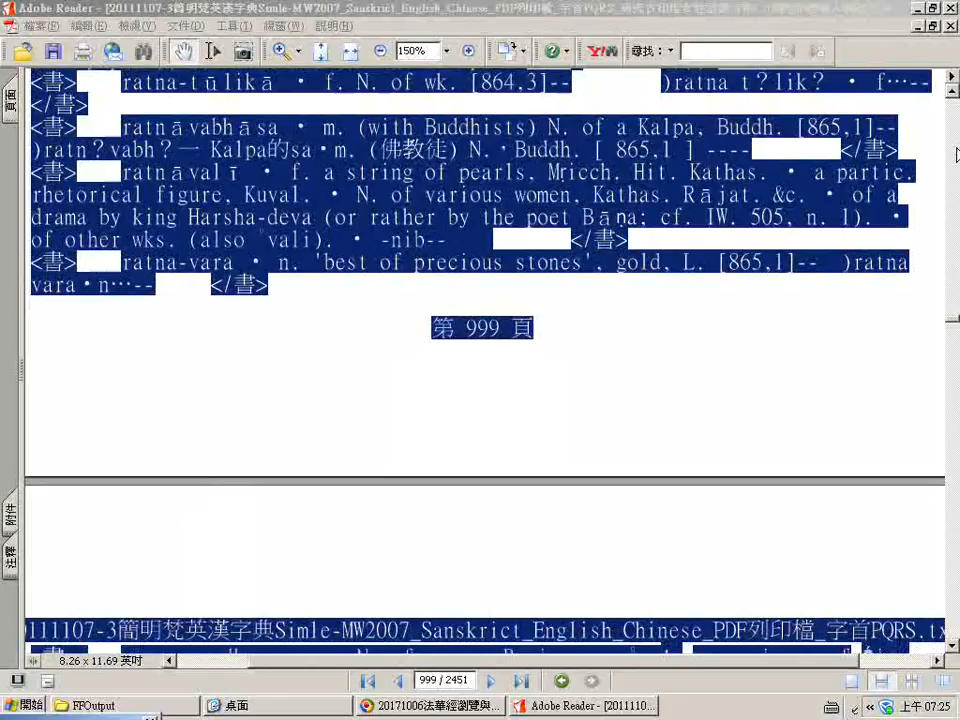 Adobe Reader - [20111107-3簡明梵英漢字典Simle-MW2007_Sanskrict_English_Chinese_PDF列印檔_字首PQRS
檔案(F) 編輯(E) 檢視(V) 文件(D) 工具(T) 視窗(W) 說明(H)
150% Y! 尋找:
頁面
<書> ratna-tūlikā • f. N. of wk. [864,3]-- )ratna t?lik? • f…--
</書>
<書> ratnāvabhāsa • m. (with Buddhists) N. of a Kalpa, Buddh. [865,1]--
)ratn?vabh?一 Kalpa的sa•m. (佛教徒) N.‧Buddh. [ 865,1 ] ---- </書>
<書> ratnāvalī • f. a string of pearls, Mṛicch. Hit. Kathas. • a partic.
rhetorical figure, Kuval. • N. of various women, Kathas. Rājat. &c. • of a
drama by king Harsha-deva (or rather by the poet Bāṇa; cf. IW. 505, n. 1). •
of other wks. (also °vali). • -nib-- </書>
<書> ratna-vara • n. 'best of precious stones', gold, L. [865,1]-- )ratna
vara•n…-- </書>
第 999 頁
附件
注釋
111107-3簡明梵英漢字典Simle-MW2007_Sanskrict_English_Chinese_PDF列印檔_字首PQRS.tx
8.26 x 11.69 英吋
999 / 2451
開始 FFOutput 桌面 20171006法華經瀏覽與... Adobe Reader - [2011110... 上午 07:25